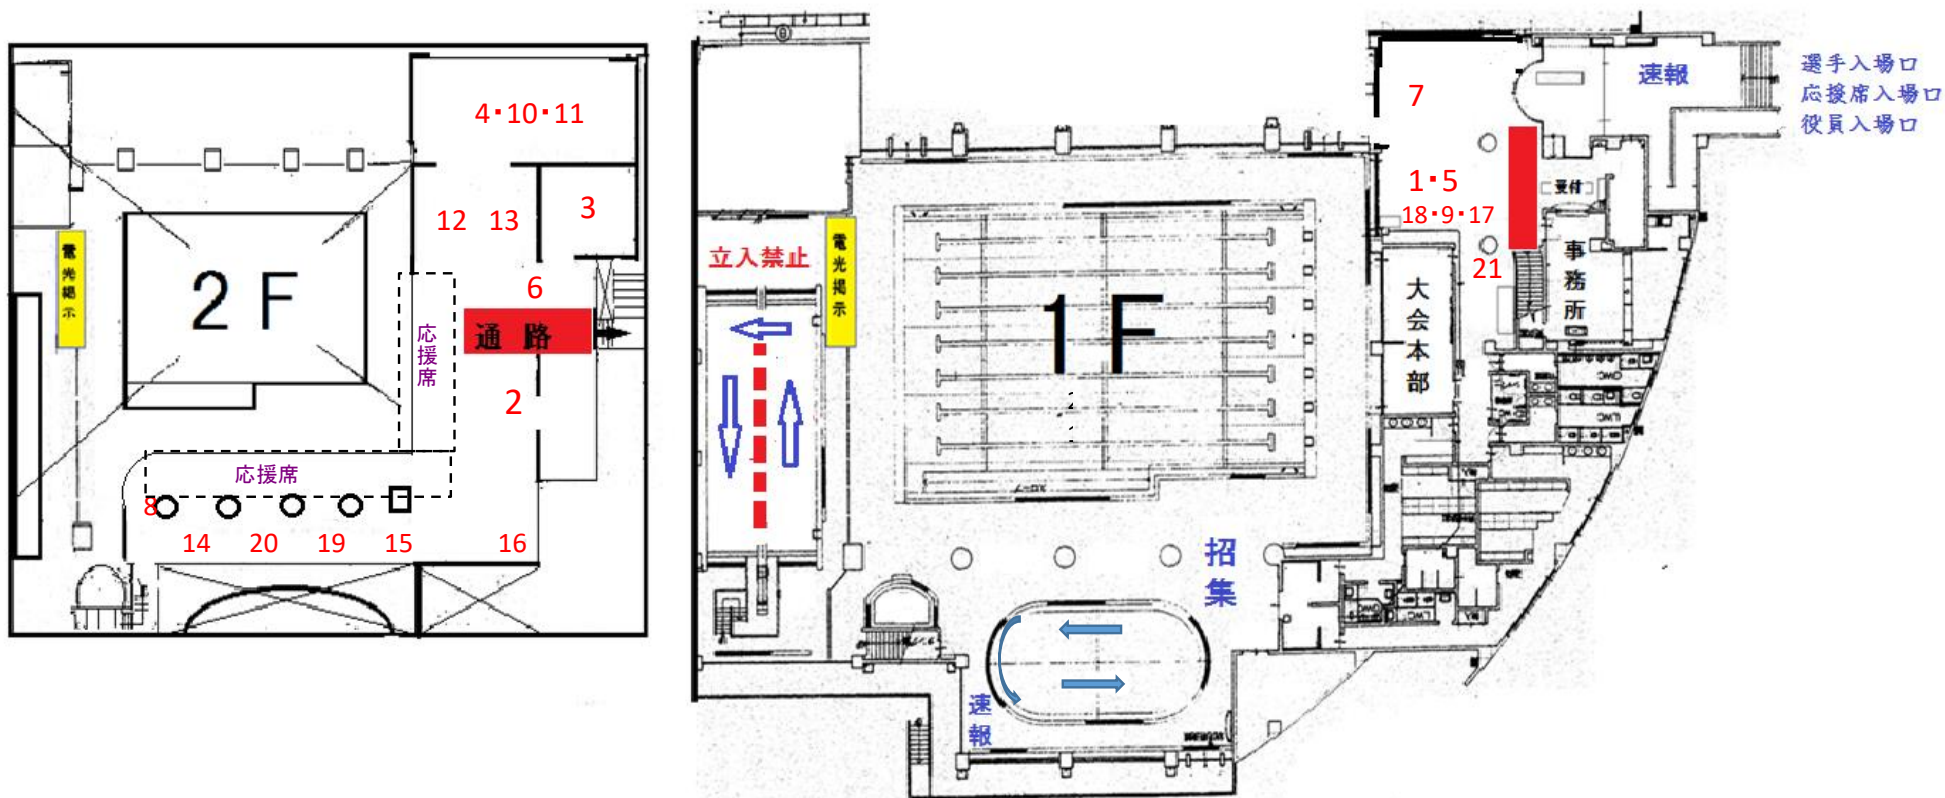 4・10・11
3
12
13
電光掲示
2F
6
応援席
通路
2
応援席
8
14
20
19
15
16
選手入場口
応援席入場口
役員入場口
速報
7
1・5
18・9・17
21
受付
事務所
大会本部
立入禁止
電光掲示
1F
招集
速報